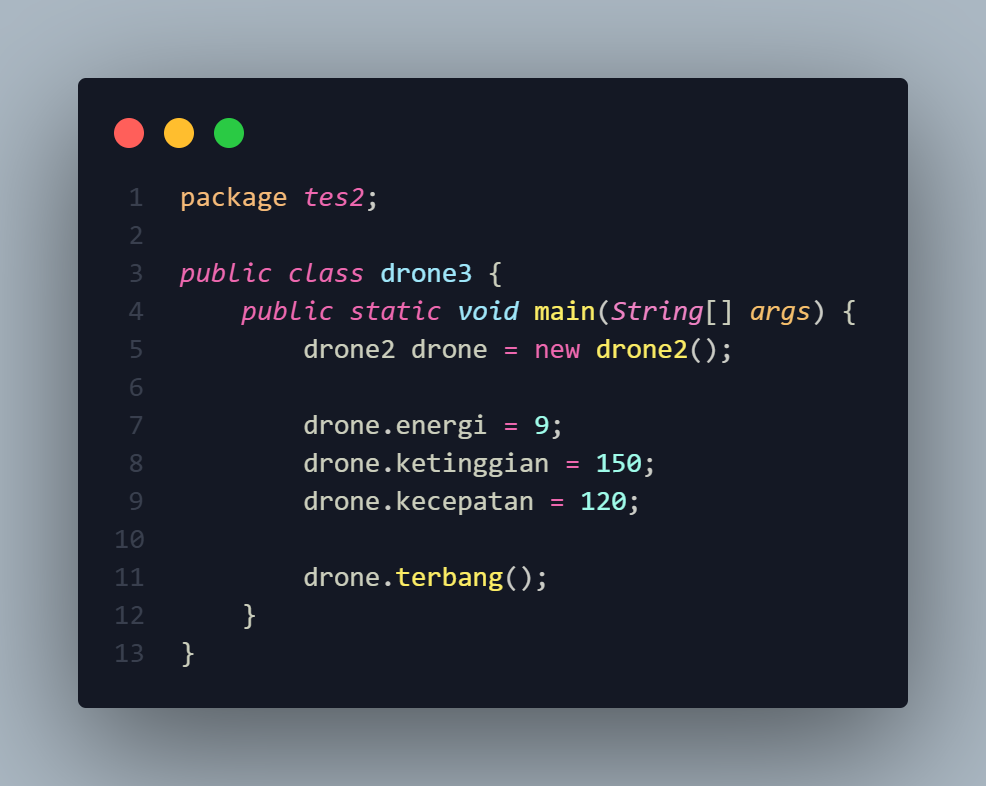 1 package tes2;
2
3 public class drone3 {
4     public static void main(String[] args) {
5         drone2 drone = new drone2();
6
7         drone.energi = 9;
8         drone.ketinggian = 150;
9         drone.kecepatan = 120;
10
11         drone.terbang();
12     }
13 }